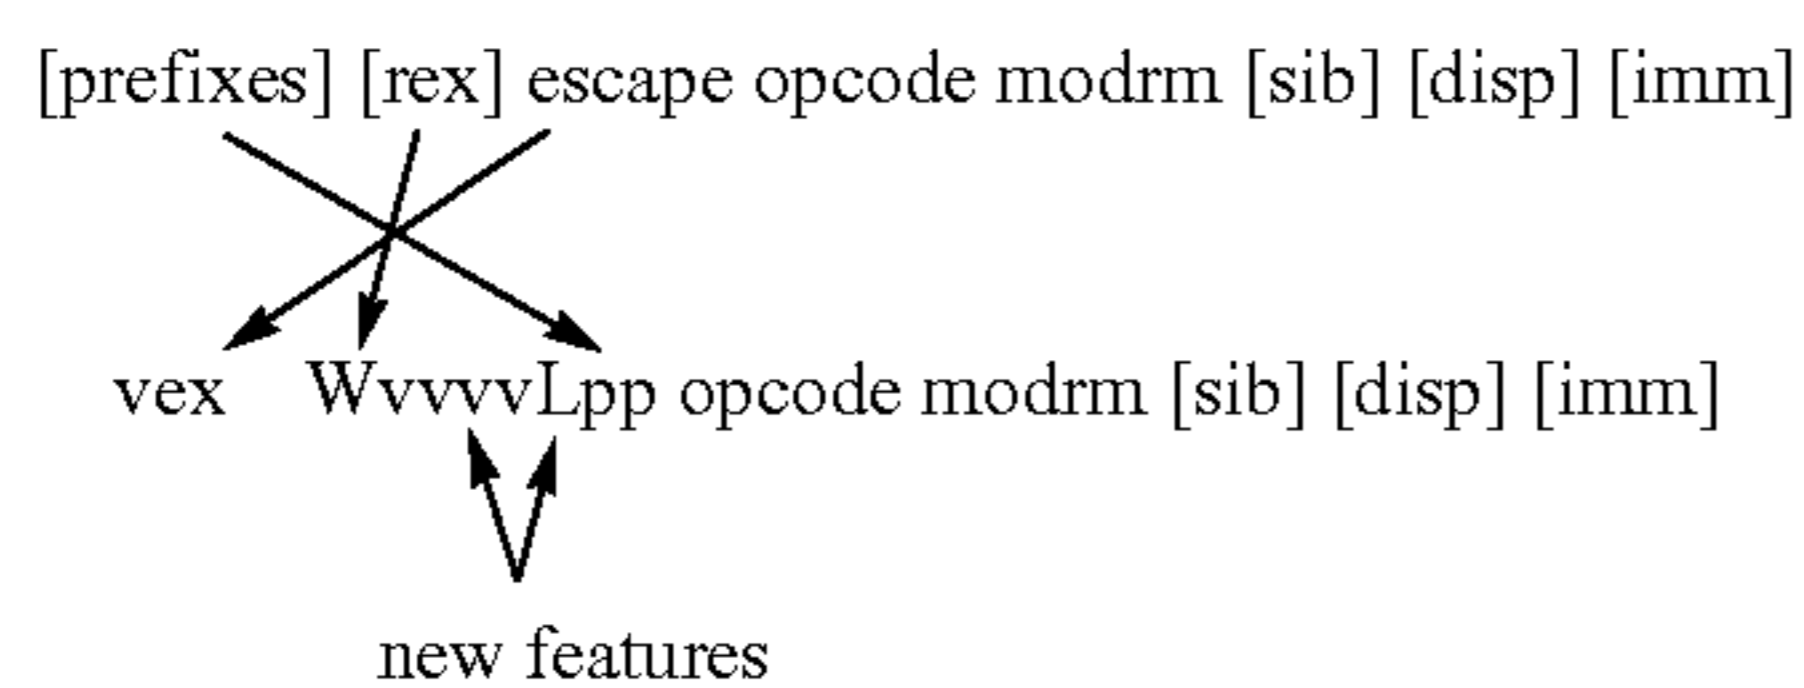 [prefixes] [rex] escape opcode modrm [sib] [disp] [imm]
vex WvvvvLpp opcode modrm [sib] [disp] [imm]
new features